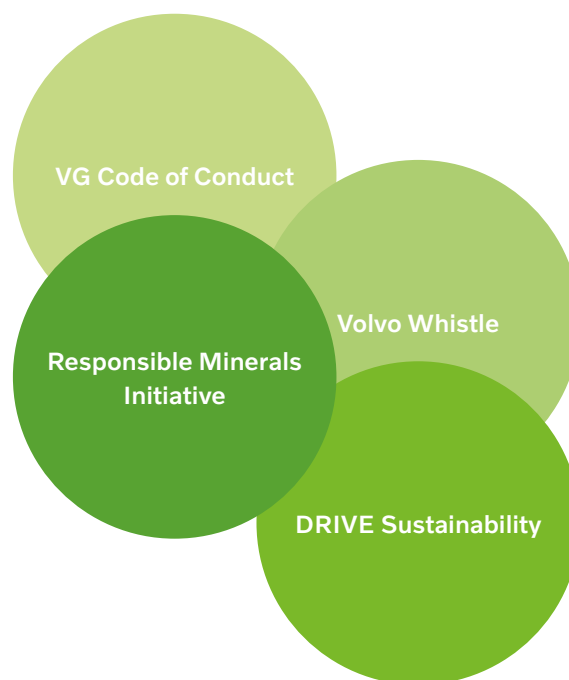 VG Code of Conduct
Volvo Whistle
Responsible Minerals
Initiative
DRIVE Sustainability